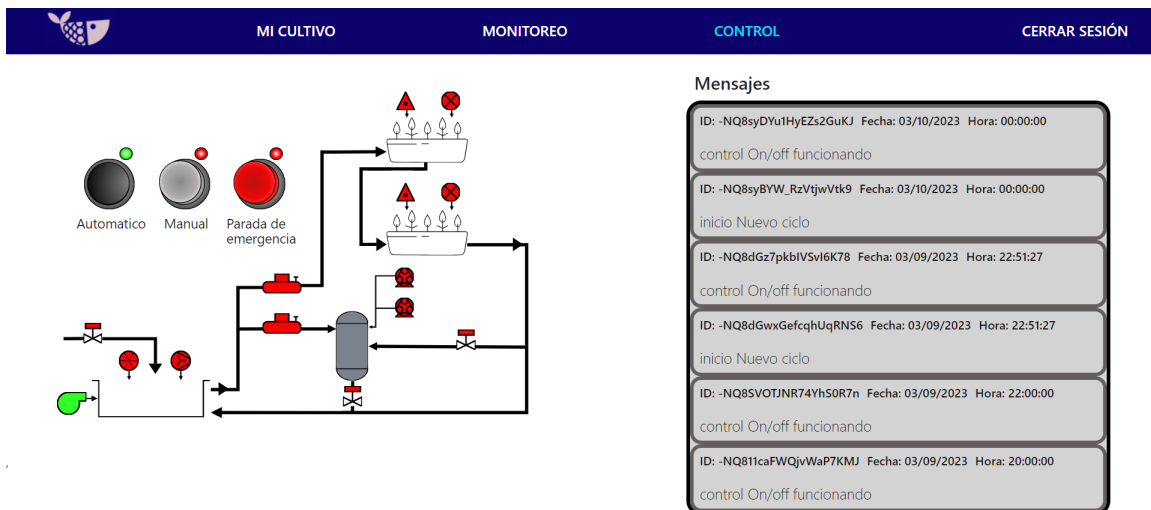 MI CULTIVO
MONITOREO
CONTROL
CERRAR SESIÓN
Automatico
Manual
Parada de
emergencia
Mensajes
ID: -NQ8syDYu1HyEZs2GuKJ Fecha: 03/10/2023 Hora: 00:00:00
control On/off funcionando
ID: -NQ8syBYW_RzVtjwVtk9 Fecha: 03/10/2023 Hora: 00:00:00
inicio Nuevo ciclo
ID: -NQ8dGz7pkbIVSvI6K78 Fecha: 03/09/2023 Hora: 22:51:27
control On/off funcionando
ID: -NQ8dGwxGefcqhUqRNS6 Fecha: 03/09/2023 Hora: 22:51:27
inicio Nuevo ciclo
ID: -NQ8SVOTJNR74YhS0R7n Fecha: 03/09/2023 Hora: 22:00:00
control On/off funcionando
ID: -NQ811caFWQjvWaP7KMJ Fecha: 03/09/2023 Hora: 20:00:00
control On/off funcionando